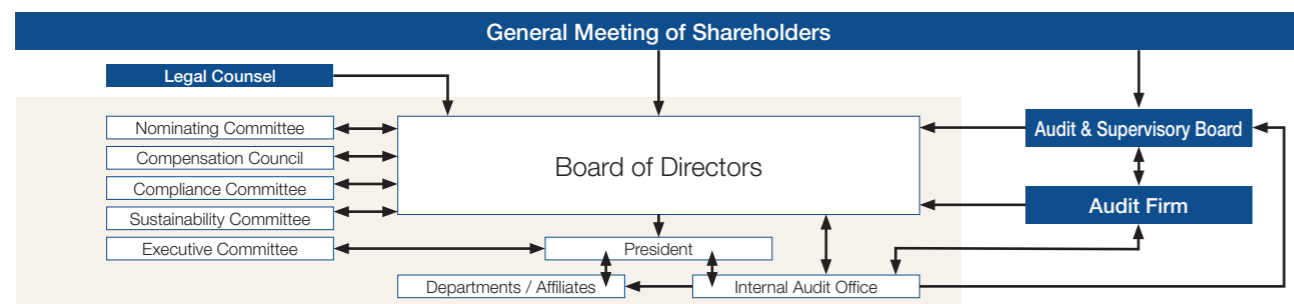 General Meeting of Shareholders
Legal Counsel
Nominating Committee
Compensation Council
Compliance Committee
Sustainability Committee
Executive Committee
Board of Directors
President
Departments / Affiliates
Internal Audit Office
Audit & Supervisory Board
Audit Firm